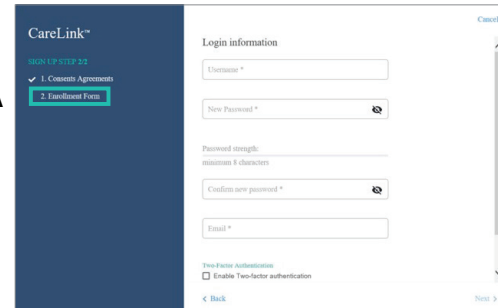 Cancel
CareLink™
SIGN UP STEP 2/2
1. Consents Agreements
2. Enrollment Form
A
Login information
Username *
New Password *
Password strength:
minimum 8 characters
Confirm new password *
Email *
Two-Factor Authentication
Enable Two-factor authentication
Back
Next